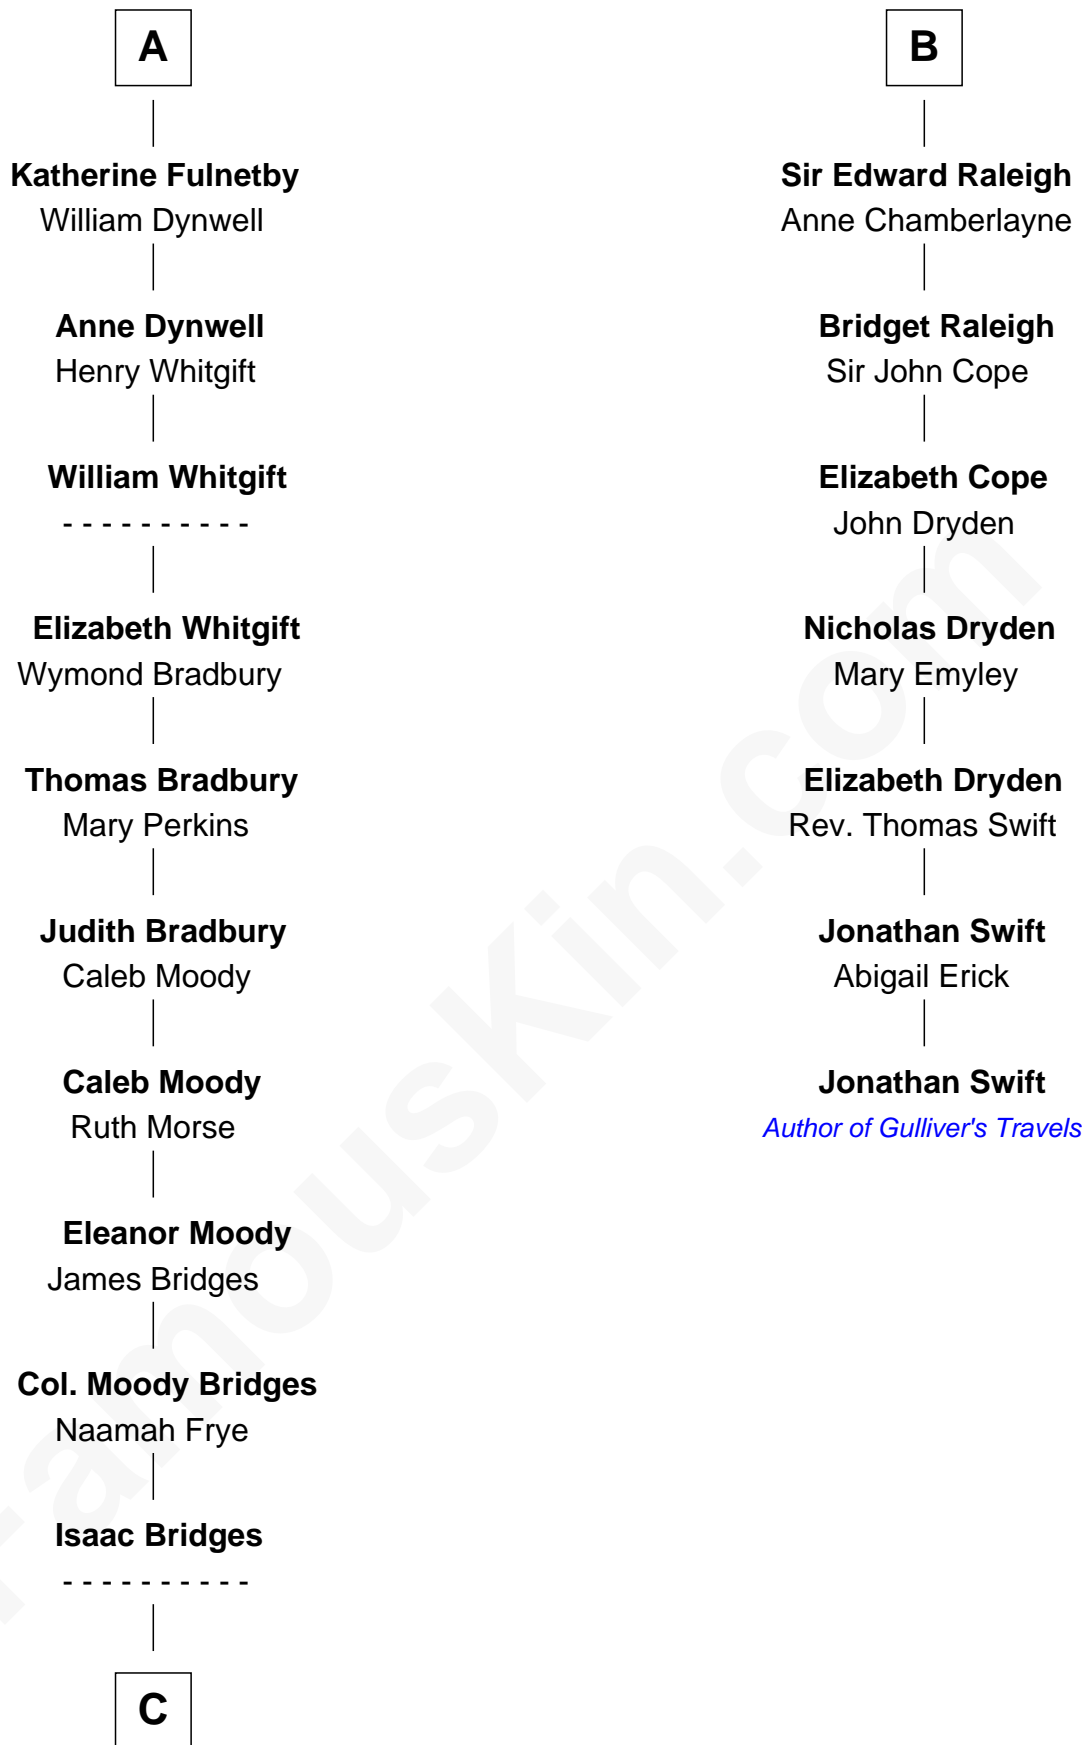 A
Katherine Fulnetby
William Dynwell
Anne Dynwell
Henry Whitgift
William Whitgift
- - - - - - - - - -
Elizabeth Whitgift
Wymond Bradbury
Thomas Bradbury
Mary Perkins
Judith Bradbury
Caleb Moody
Caleb Moody
Ruth Morse
Eleanor Moody
James Bridges
Col. Moody Bridges
Naamah Frye
Isaac Bridges
- - - - - - - - - -
C
B
Sir Edward Raleigh
Anne Chamberlayne
Bridget Raleigh
Sir John Cope
Elizabeth Cope
John Dryden
Nicholas Dryden
Mary Emyley
Elizabeth Dryden
Rev. Thomas Swift
Jonathan Swift
Abigail Erick
Jonathan Swift
Author of Gulliver's Travels
FamousKin.com